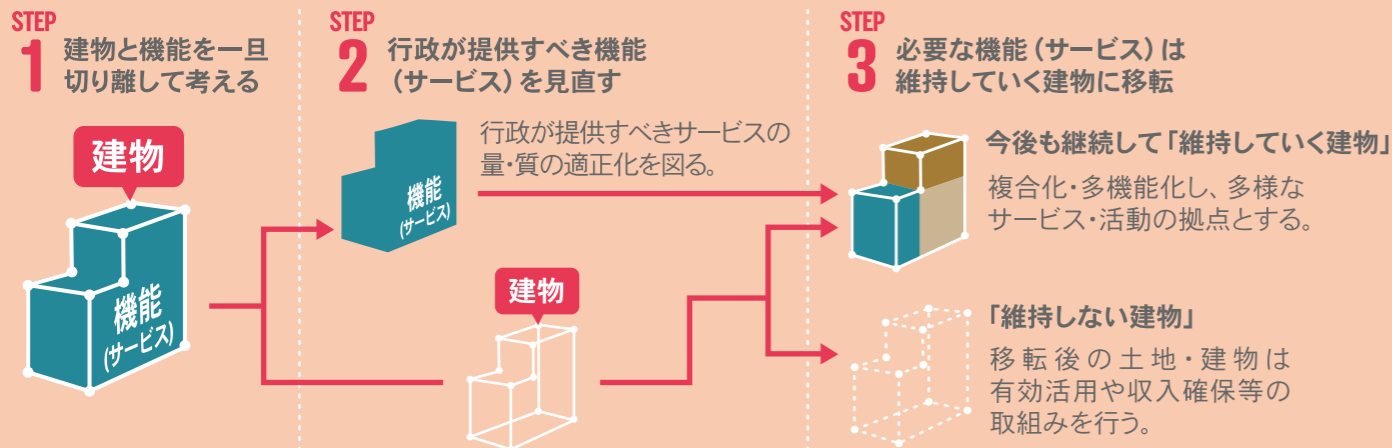 STEP
1
建物と機能を一旦
切り離して考える
建物
機能
(サービス)
STEP
2
行政が提供すべき機能
（サービス）を見直す
機能
(サービス)
行政が提供すべきサービスの
量・質の適正化を図る。
建物
STEP
3
必要な機能（サービス）は
維持していく建物に移転
今後も継続して「維持していく建物」
複合化・多機能化し、多様な
サービス・活動の拠点とする。
「維持しない建物」
移転後の土地・建物は
有効活用や収入確保等の
取組みを行う。